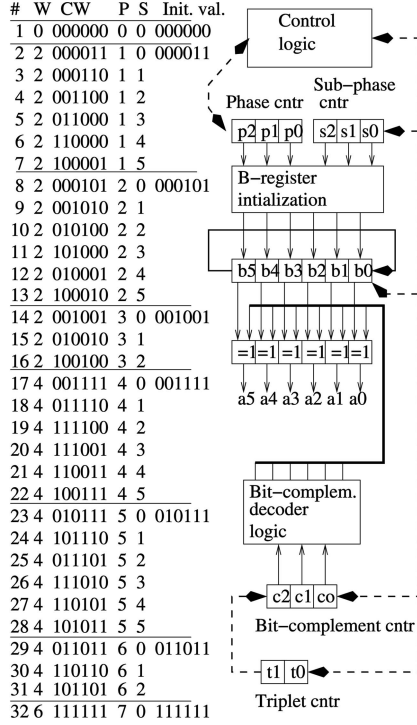 # W CW P S Init. val.
1 0 000000 0 0 000000
2 2 000011 1 0 000011
3 2 000110 1 1
4 2 001100 1 2
5 2 011000 1 3
6 2 110000 1 4
7 2 100001 1 5
8 2 000101 2 0 000101
9 2 001010 2 1
10 2 010100 2 2
11 2 101000 2 3
12 2 010001 2 4
13 2 100010 2 5
14 2 001001 3 0 001001
15 2 010010 3 1
16 2 100100 3 2
17 4 001111 4 0 001111
18 4 011110 4 1
19 4 111100 4 2
20 4 111001 4 3
21 4 110011 4 4
22 4 100111 4 5
23 4 010111 5 0 010111
24 4 101110 5 1
25 4 011101 5 2
26 4 111010 5 3
27 4 110101 5 4
28 4 101011 5 5
29 4 011011 6 0 011011
30 4 110110 6 1
31 4 101101 6 2
32 6 111111 7 0 111111
Control
logic
Sub-phase
cntr
Phase cntr
p2 p1 p0
s2 s1 s0
B-register
intialization
b5 b4 b3 b2 b1 b0
=1 =1 =1 =1 =1 =1
a5 a4 a3 a2 a1 a0
Bit-complem.
decoder
logic
c2 c1 co
Bit-complement cntr
t1 t0
Triplet cntr